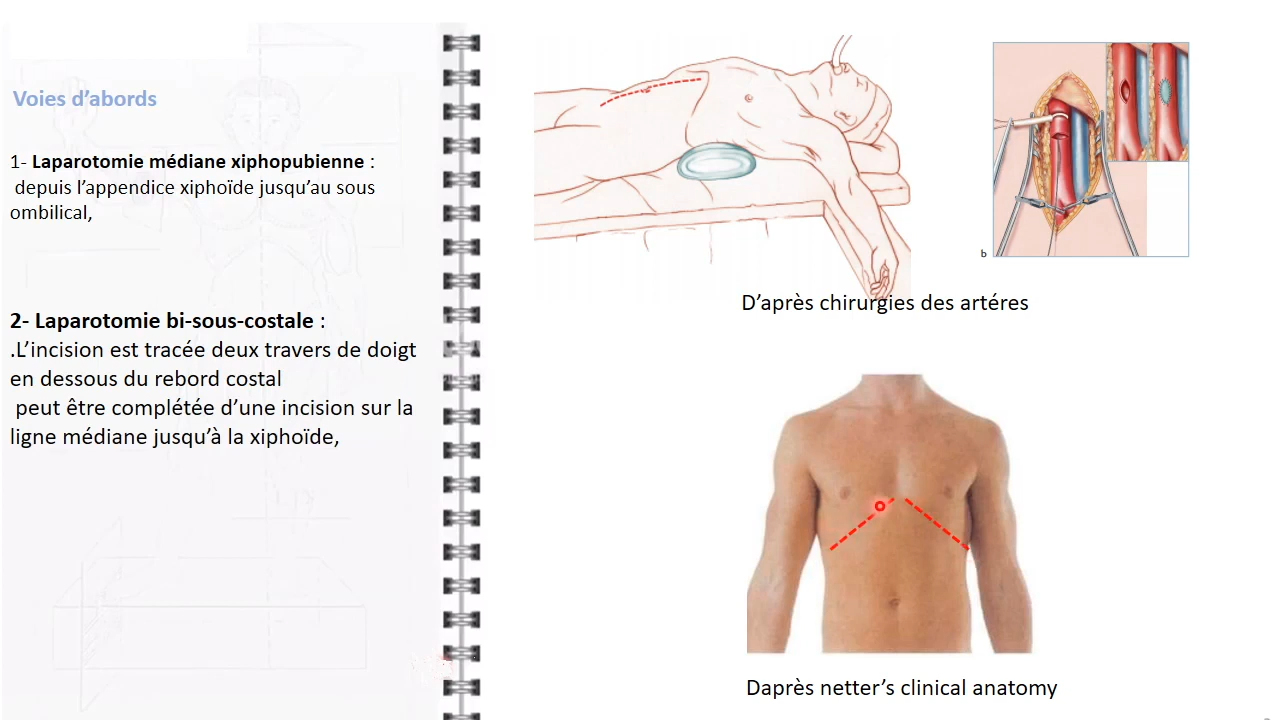 Voies d’abords
1- Laparotomie médiane xiphopubienne :
depuis l’appendice xiphoïde jusqu’au sous
ombilical,
2- Laparotomie bi-sous-costale :
.L’incision est tracée deux travers de doigt
en dessous du rebord costal
peut être complétée d’une incision sur la
ligne médiane jusqu’à la xiphoïde,
b
D’après chirurgies des artéres
Daprès netter’s clinical anatomy